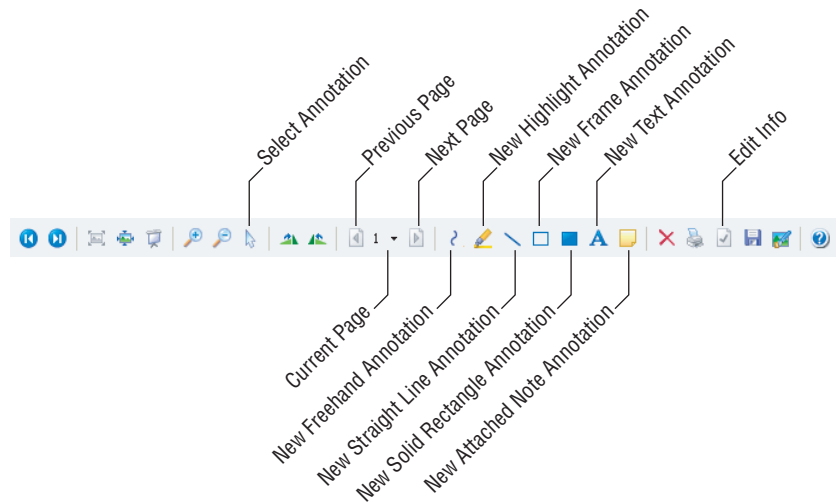 Select Annotation
Previous Page
Next Page
New Highlight Annotation
New Frame Annotation
New Text Annotation
Edit Info
1
A
?
Current Page
New Freehand Annotation
New Straight Line Annotation
New Solid Rectangle Annotation
New Attached Note Annotation